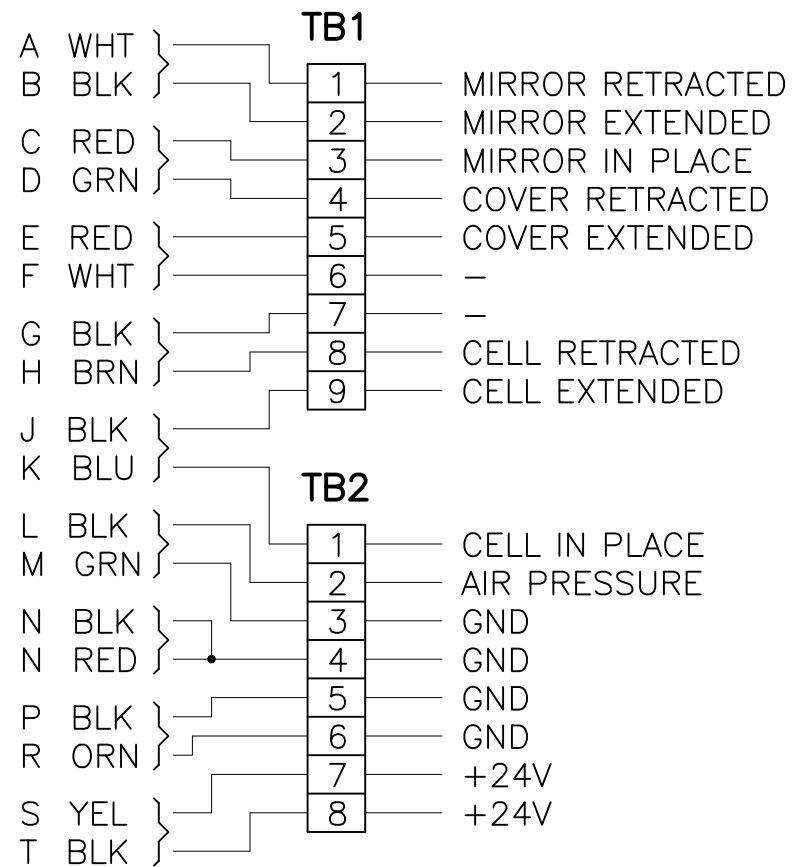 TB1
A WHT
B BLK
C RED
D GRN
E RED
F WHT
G BLK
H BRN
J BLK
K BLU
L BLK
M GRN
N BLK
N RED
P BLK
R ORN
S YEL
T BLK
1 MIRROR RETRACTED
2 MIRROR EXTENDED
3 MIRROR IN PLACE
4 COVER RETRACTED
5 COVER EXTENDED
6 –
7 –
8 CELL RETRACTED
9 CELL EXTENDED
TB2
1 CELL IN PLACE
2 AIR PRESSURE
3 GND
4 GND
5 GND
6 GND
7 +24V
8 +24V